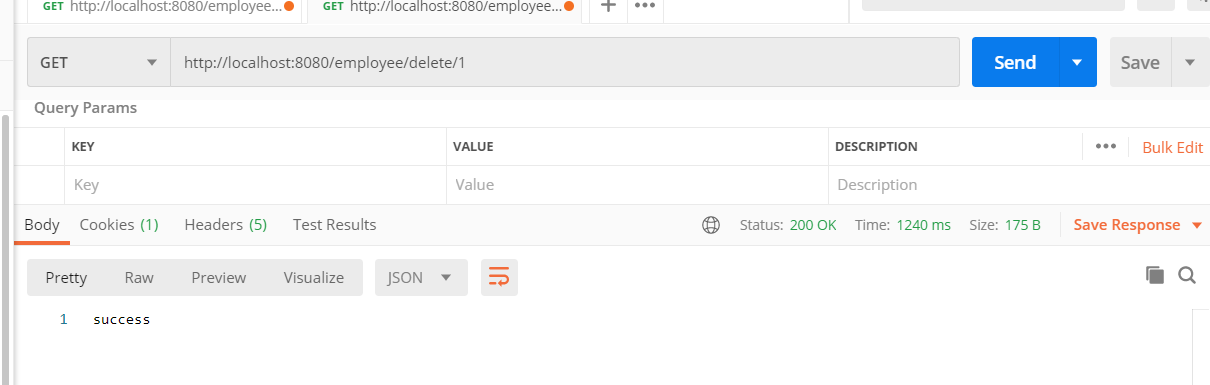 GET http://localhost:8080/employee... GET http://localhost:8080/employee... + •••
GET http://localhost:8080/employee/delete/1 Send Save
Query Params
KEY VALUE DESCRIPTION ••• Bulk Edit
Key Value Description
Body Cookies (1) Headers (5) Test Results Status: 200 OK Time: 1240 ms Size: 175 B Save Response
Pretty Raw Preview Visualize JSON
1 success